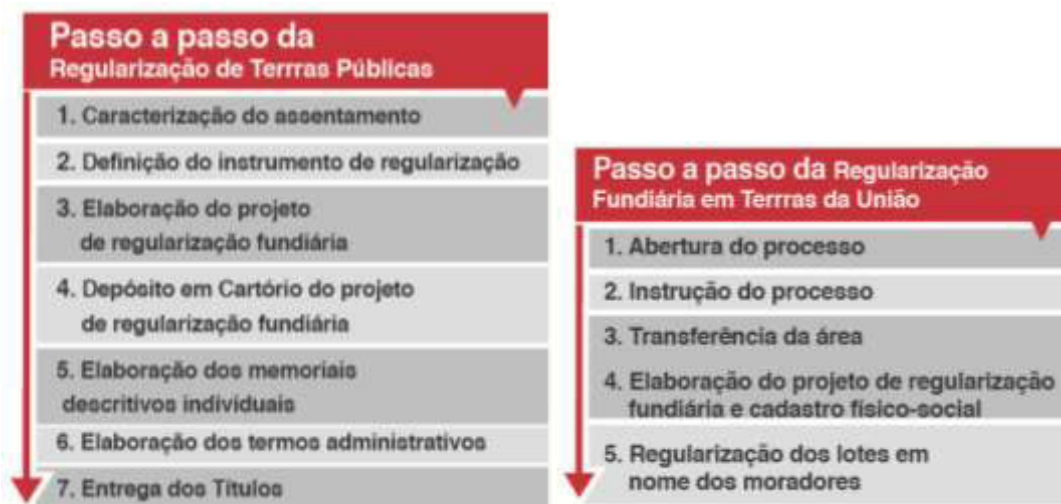 Passo a passo da
Regularização de Terrras Públicas
1. Caracterização do assentamento
2. Definição do instrumento de regularização
3. Elaboração do projeto
de regularização fundiária
4. Depósito em Cartório do projeto
de regularização fundiária
5. Elaboração dos memoriais
descritivos individuais
6. Elaboração dos termos administrativos
7. Entrega dos Títulos
Passo a passo da Regularização
Fundiária em Terrras da União
1. Abertura do processo
2. Instrução do processo
3. Transferência da área
4. Elaboração do projeto de regularização
fundiária e cadastro físico-social
5. Regularização dos lotes em
nome dos moradores